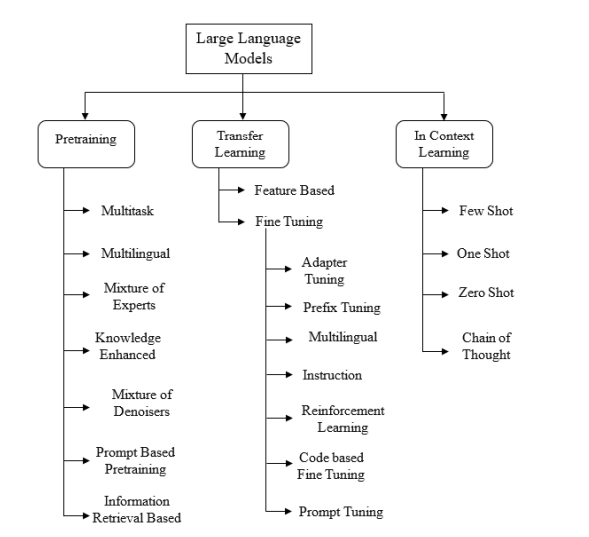 Large Language
Models
Pretraining
Transfer
Learning
In Context
Learning
Multitask
Multilingual
Mixture of
Experts
Knowledge
Enhanced
Mixture of
Denoisers
Prompt Based
Pretraining
Information
Retrieval Based
Feature Based
Fine Tuning
Adapter
Tuning
Prefix Tuning
Multilingual
Instruction
Reinforcement
Learning
Code based
Fine Tuning
Prompt Tuning
Few Shot
One Shot
Zero Shot
Chain of
Thought